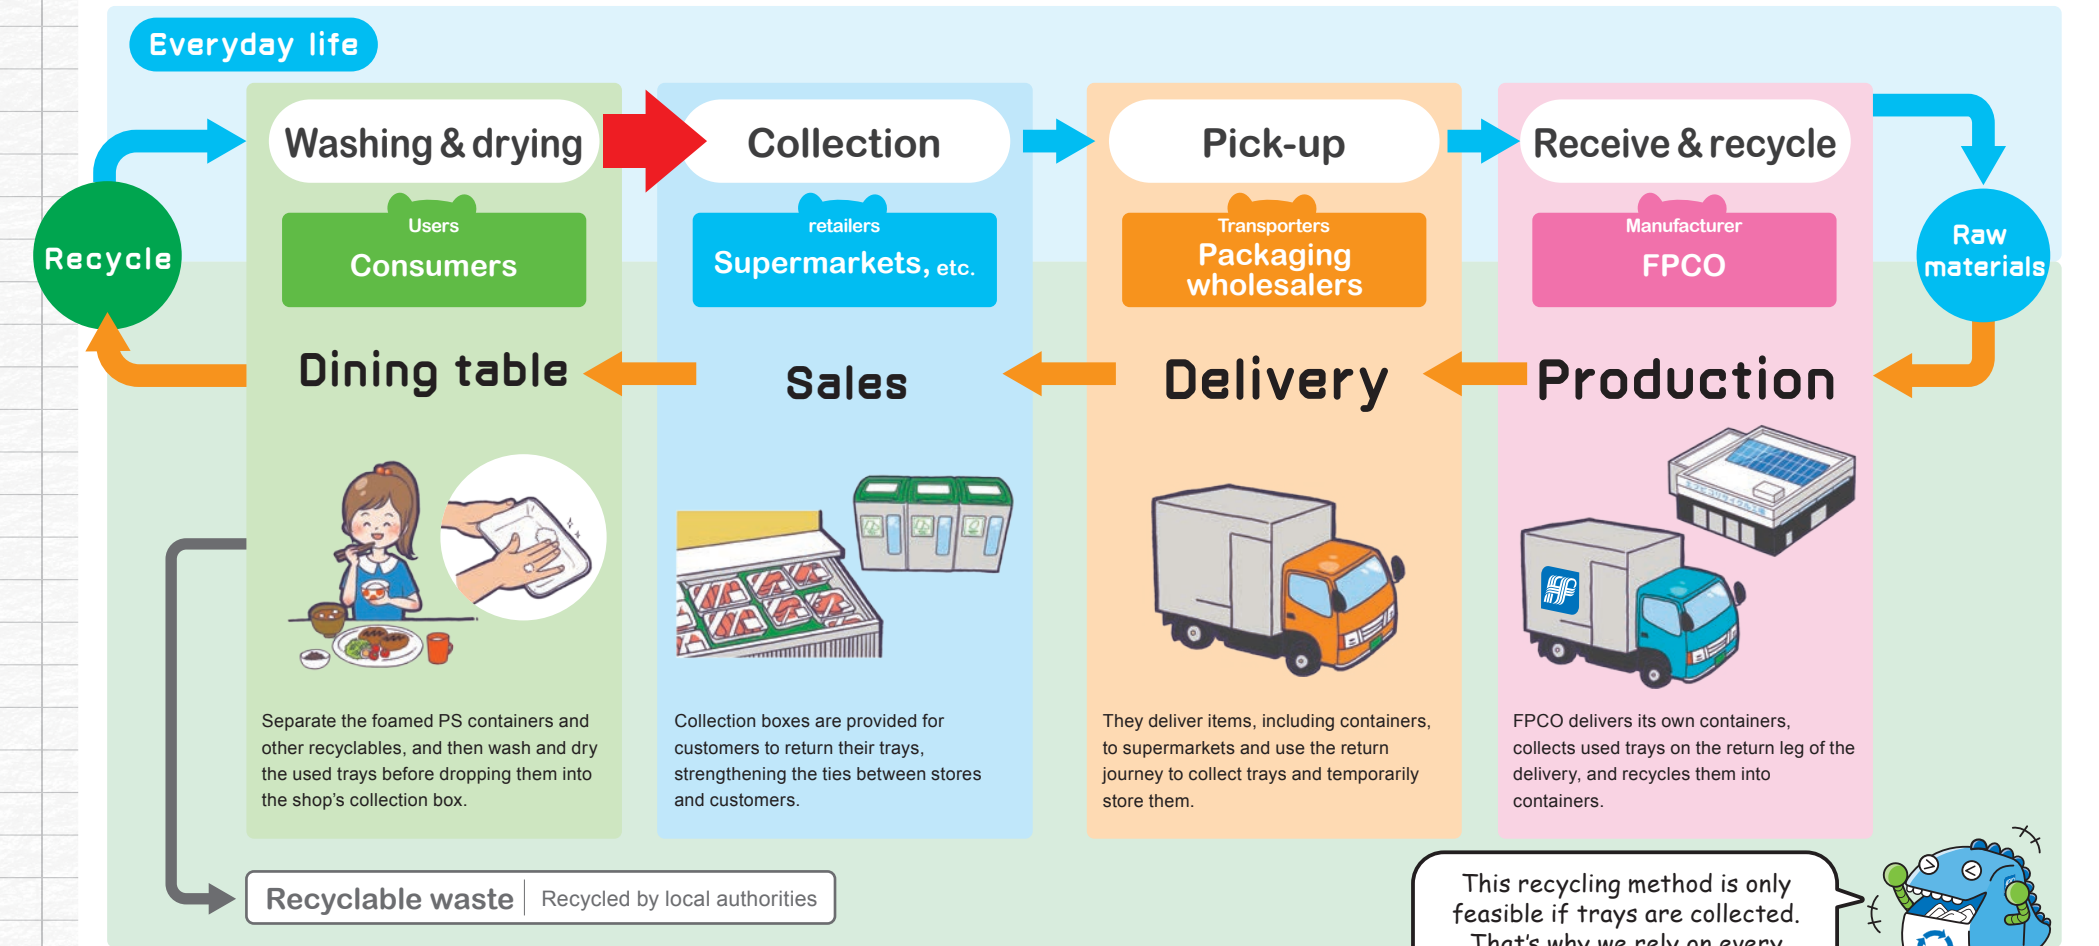 Everyday life
Washing & drying
Collection
Pick-up
Receive & recycle
Recycle
Users
Consumers
retailers
Supermarkets, etc.
Transporters
Packaging
wholesalers
Manufacturer
FPCO
Raw
materials
Dining table
Sales
Delivery
Production
Separate the foamed PS containers and
other recyclables, and then wash and dry
the used trays before dropping them into
the shop's collection box.
Collection boxes are provided for
customers to return their trays,
strengthening the ties between stores
and customers.
They deliver items, including containers,
to supermarkets and use the return
journey to collect trays and temporarily
store them.
FPCO delivers its own containers,
collects used trays on the return leg of the
delivery, and recycles them into
containers.
Recyclable waste
Recycled by local authorities
This recycling method is only
feasible if trays are collected.
That's why we rely on every